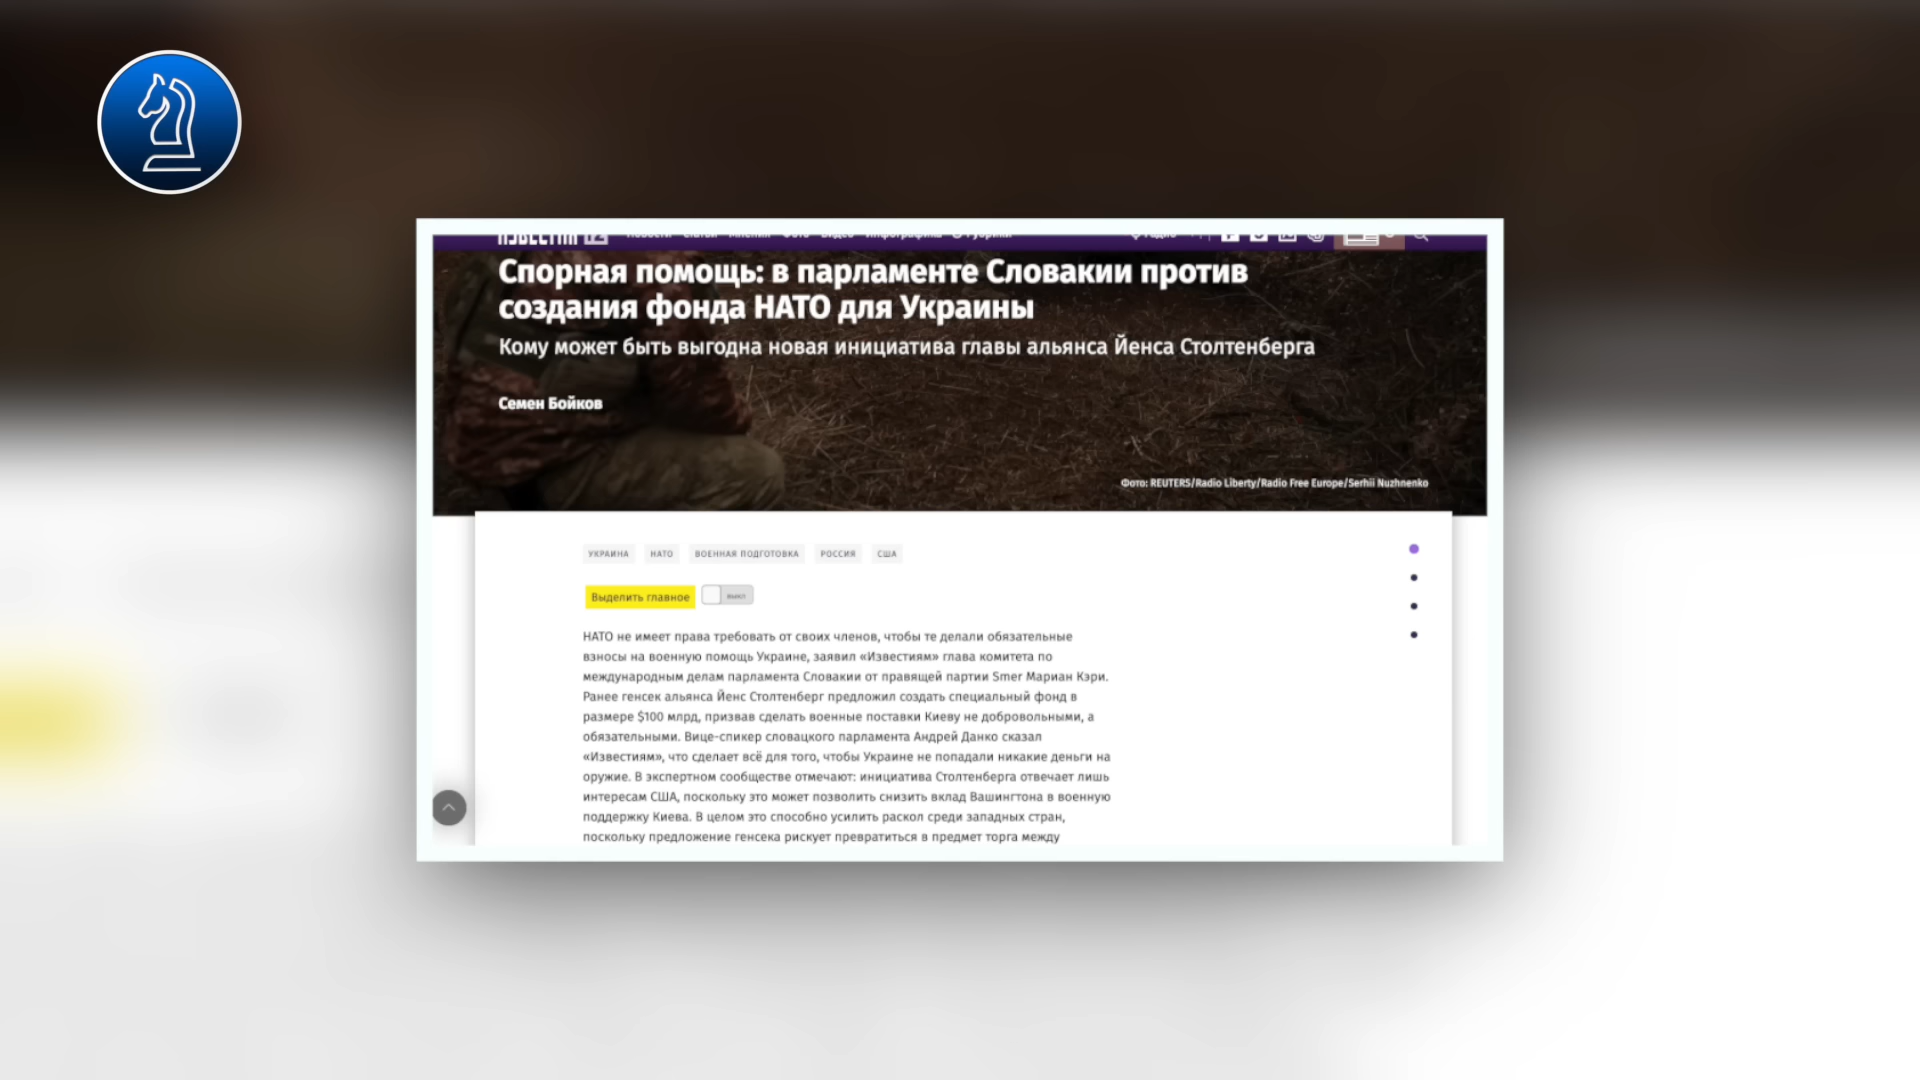 Спорная помощь: в парламенте Словакии против
создания фонда НАТО для Украины
Кому может быть выгодна новая инициатива главы альянса Йенса Столтенберга
Семен Бойков
Фото: REUTERS/Radio Liberty/Radio Free Europe/Serhii Nuzhnenko
УКРАИНА НАТО ВОЕННАЯ ПОДГОТОВКА РОССИЯ США
Выделить главное выкл
НАТО не имеет права требовать от своих членов, чтобы те делали обязательные
взносы на военную помощь Украине, заявил «Известиям» глава комитета по
международным делам парламента Словакии от правящей партии Smer Мариан Кэри.
Ранее генсек альянса Йенс Столтенберг предложил создать специальный фонд в
размере $100 млрд, призвав сделать военные поставки Киеву не добровольными, а
обязательными. Вице-спикер словацкого парламента Андрей Данко сказал
«Известиям», что сделает всё для того, чтобы Украине не попадали никакие деньги на
оружие. В экспертном сообществе отмечают: инициатива Столтенберга отвечает лишь
интересам США, поскольку это может позволить снизить вклад Вашингтона в военную
поддержку Киева. В целом это способно усилить раскол среди западных стран,
поскольку предложение генсека рискует превратиться в предмет торга между